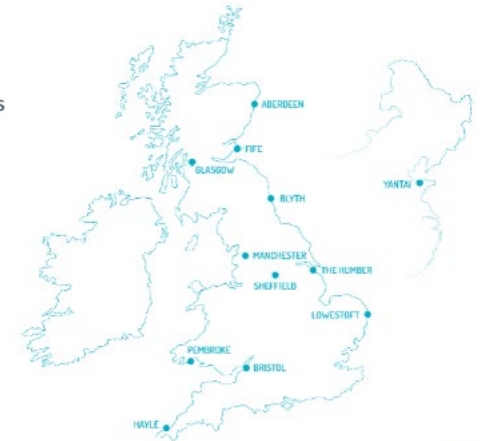 s
ABERDEEN
FIFE
GLASGOW
YANTAI
BLYTH
MANCHESTER
THE HUMBER
SHEFFIELD
LOWESTOFT
PEMBROKE
BRISTOL
HAYLE